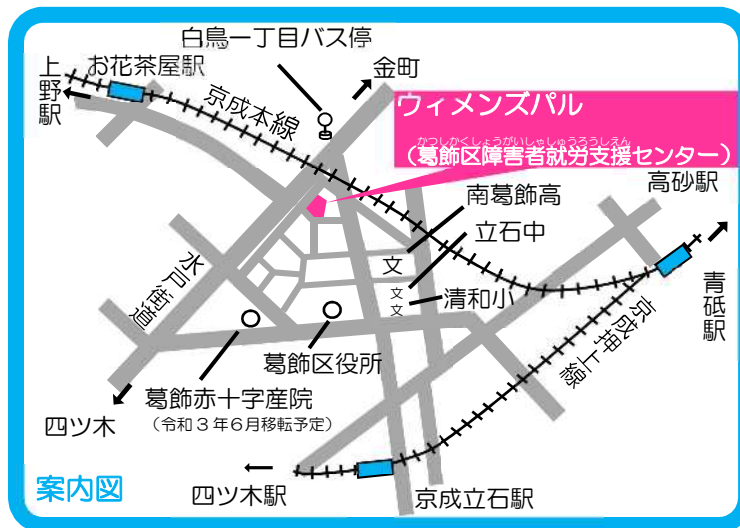 白鳥一丁目バス停
お花茶屋駅
上野駅
京成本線
金町
ウィメンズパル
かつしかくしょうがいしゃしゅうろうしえん
（葛飾区障害者就労支援センター）
高砂駅
南葛飾高
立石中
文
文
文
清和小
水戸街道
青砥駅
京成押上線
葛飾区役所
葛飾赤十字産院
（令和３年６月移転予定）
四ツ木
四ツ木駅
京成立石駅
案内図